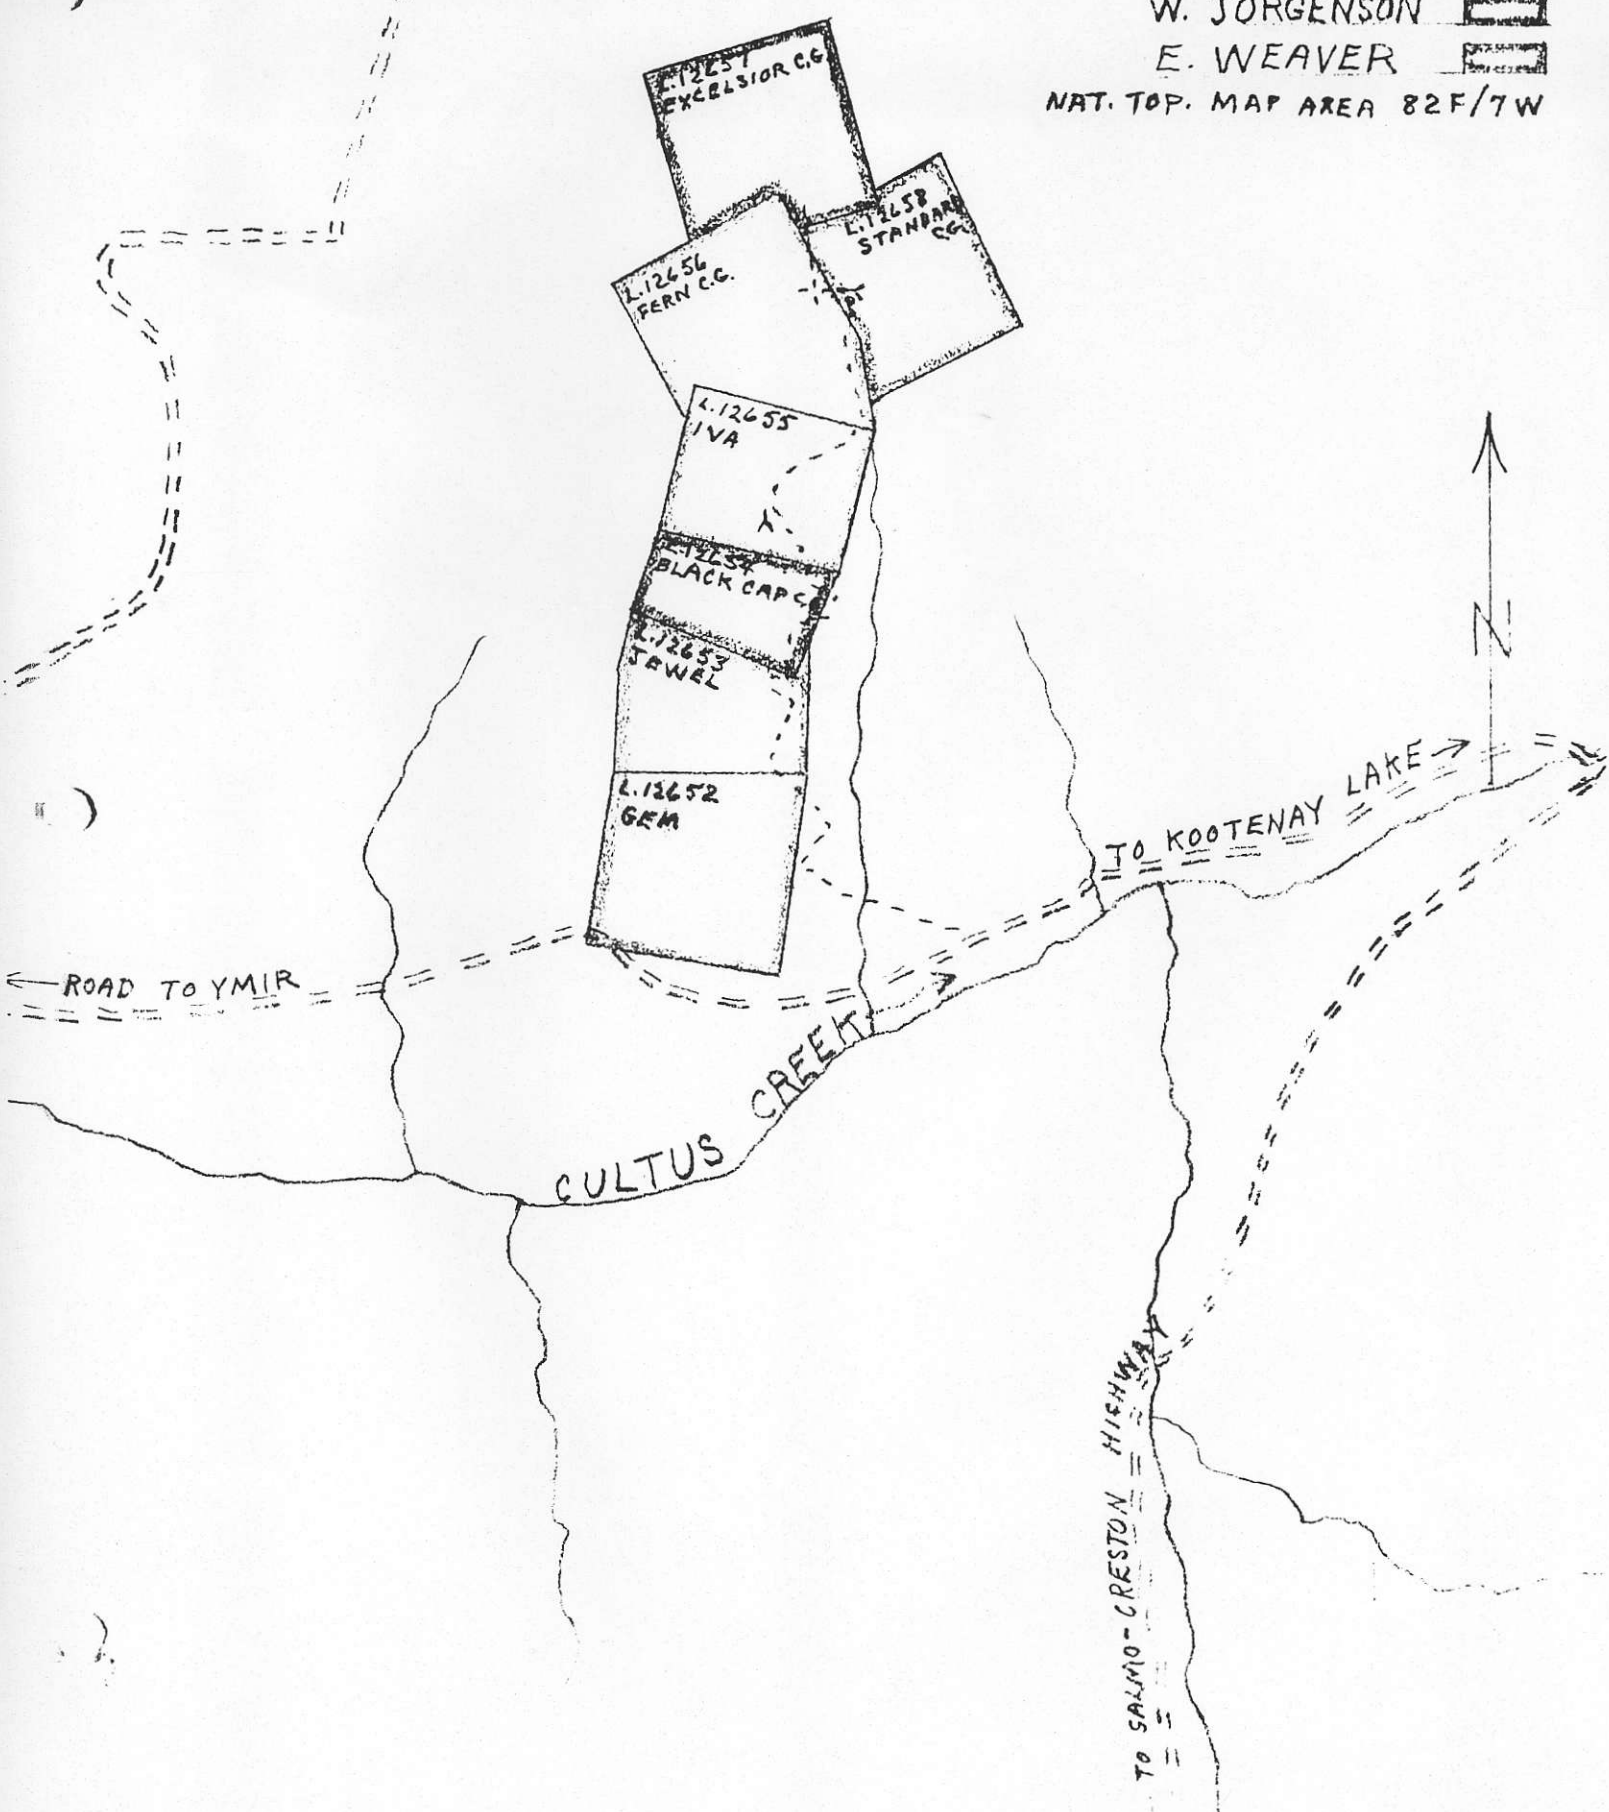 W. JORGENSON
E. WEAVER
NAT. TOP. MAP AREA 82F/7W
L.12657
EXCELSIOR C.G.
L.12658
STANDARD
C.G.
L.12656
FERN C.G.
L.12655
IVA
L.12654
BLACK CAP C.
L.12653
JEWEL
N
L.12652
GEM
TO KOOTENAY LAKE
ROAD TO YMIR
CULTUS CREEK
TO SALMO-CRESTON HIGHWAY